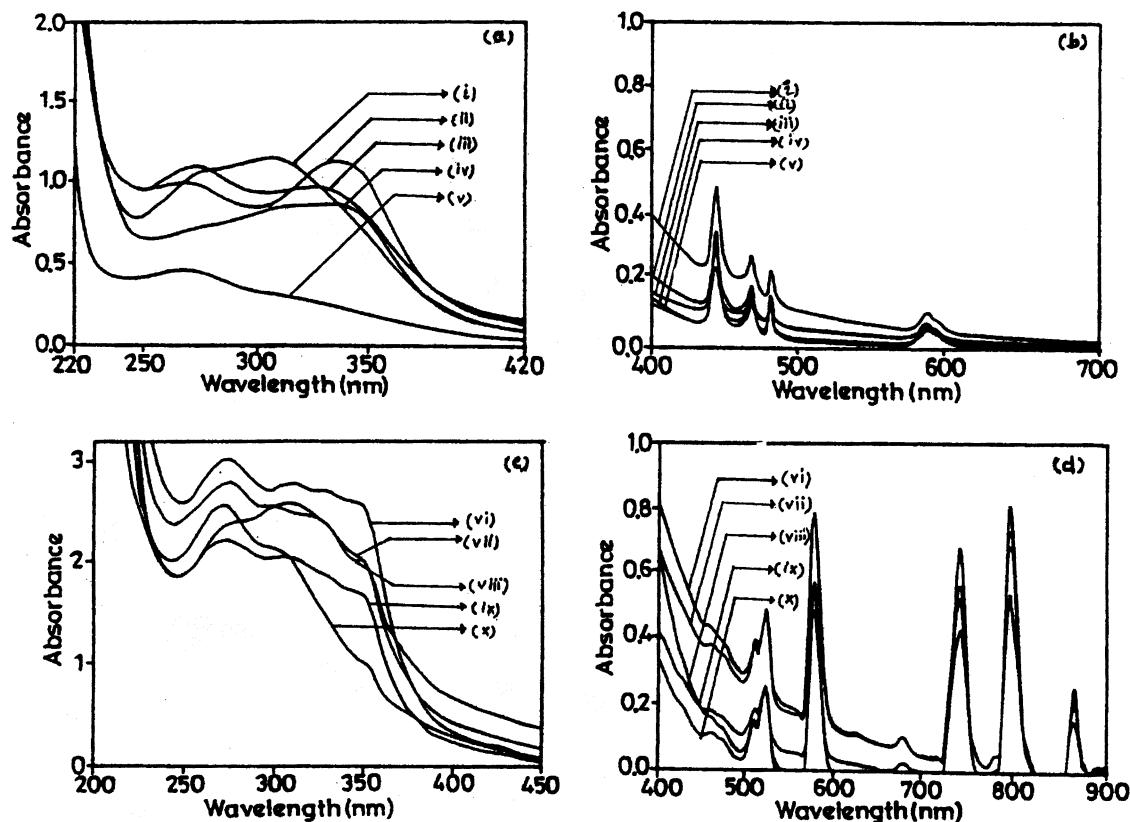 (a)
2.0
1.5
1.0
0.5
0.0
Absorbance
(i)
(ii)
(iii)
(iv)
(v)
220 250 300 350 420
Wavelength (nm)
(b)
1.0
0.8
0.6
0.4
0.2
0.0
Absorbance
(i)
(ii)
(iii)
(iv)
(v)
400 500 600 700
Wavelength (nm)
(c)
3
2
1
0
Absorbance
(vi)
(vii)
(viii)
(ix)
(x)
200 250 300 350 400 450
Wavelength (nm)
(d)
1.0
0.8
0.6
0.4
0.2
0.0
Absorbance
(vi)
(vii)
(viii)
(ix)
(x)
400 500 600 700 800 900
Wavelength (nm)